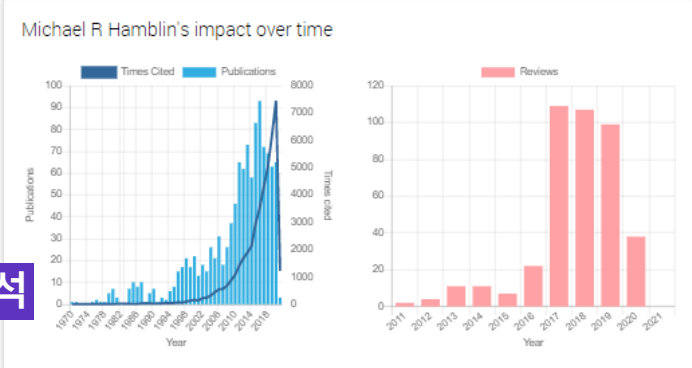 Michael R Hamblin's impact over time
Times Cited Publications
100 90 80 70 60 50 40 30 20 10 0
Publications
8000 7000 6000 5000 4000 3000 2000 1000 0
Times cited
1970 1974 1978 1982 1986 1990 1994 1998 2002 2006 2010 2014 2018
Year
Reviews
120 100 80 60 40 20 0
2011 2012 2013 2014 2015 2016 2017 2018 2019 2020 2021
Year
석